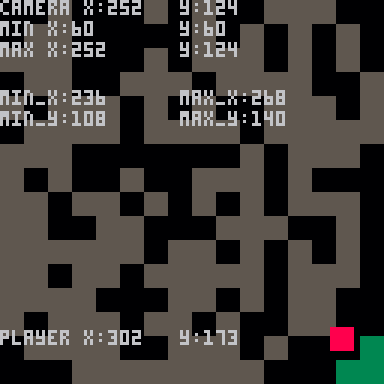 CAMERA X:252 Y:124
MIN X:60 Y:60
MAX X:252 Y:124
MIN_X:236 MAX_X:268
MIN_Y:108 MAX_Y:140
PLAYER X:302 Y:173